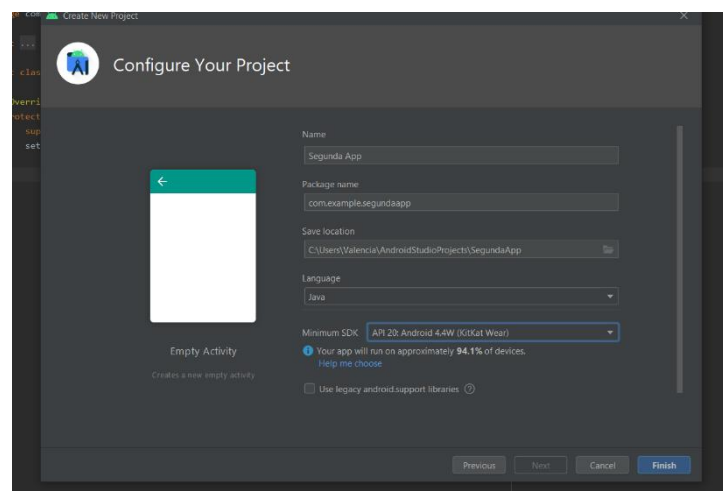 Create New Project
Configure Your Project
Name
Segunda App
Package name
com.example.segundaapp
Save location
C:\Users\Valencia\AndroidStudioProjects\SegundaApp
Language
Java
Minimum SDK API 20: Android 4.4W (KitKat Wear)
Your app will run on approximately 94.1% of devices.
Help me choose
Use legacy android.support libraries
Empty Activity
Creates a new empty activity
Previous Next Cancel Finish